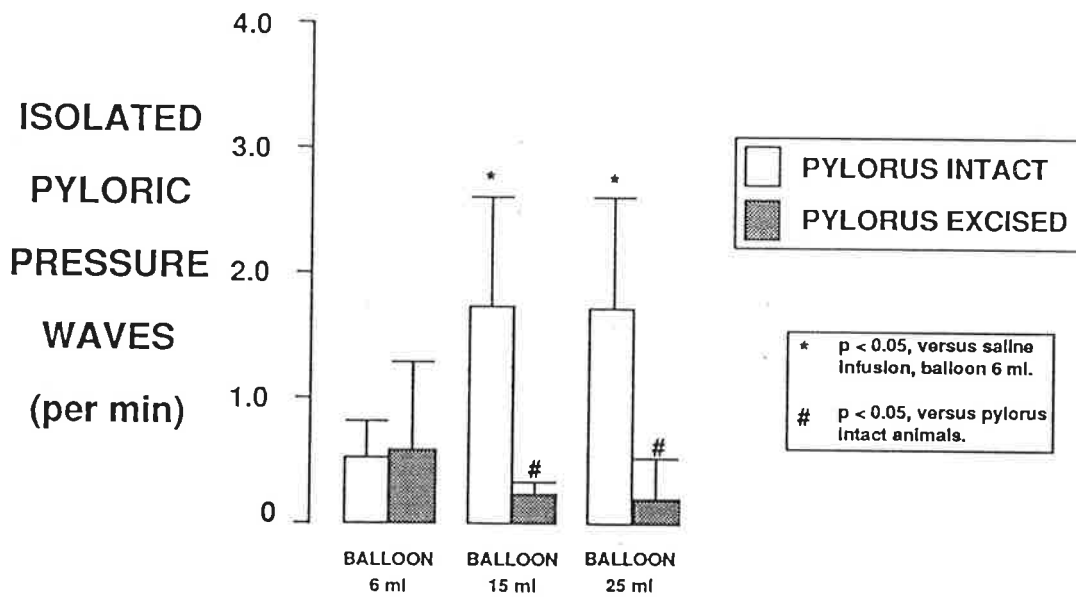 ISOLATED
PYLORIC
PRESSURE
WAVES
(per min)
4.0
3.0
2.0
1.0
0
* *
# #
BALLOON BALLOON BALLOON
6 ml 15 ml 25 ml
PYLORUS INTACT
PYLORUS EXCISED
* p < 0.05, versus saline
infusion, balloon 6 ml.
# p < 0.05, versus pylorus
intact animals.